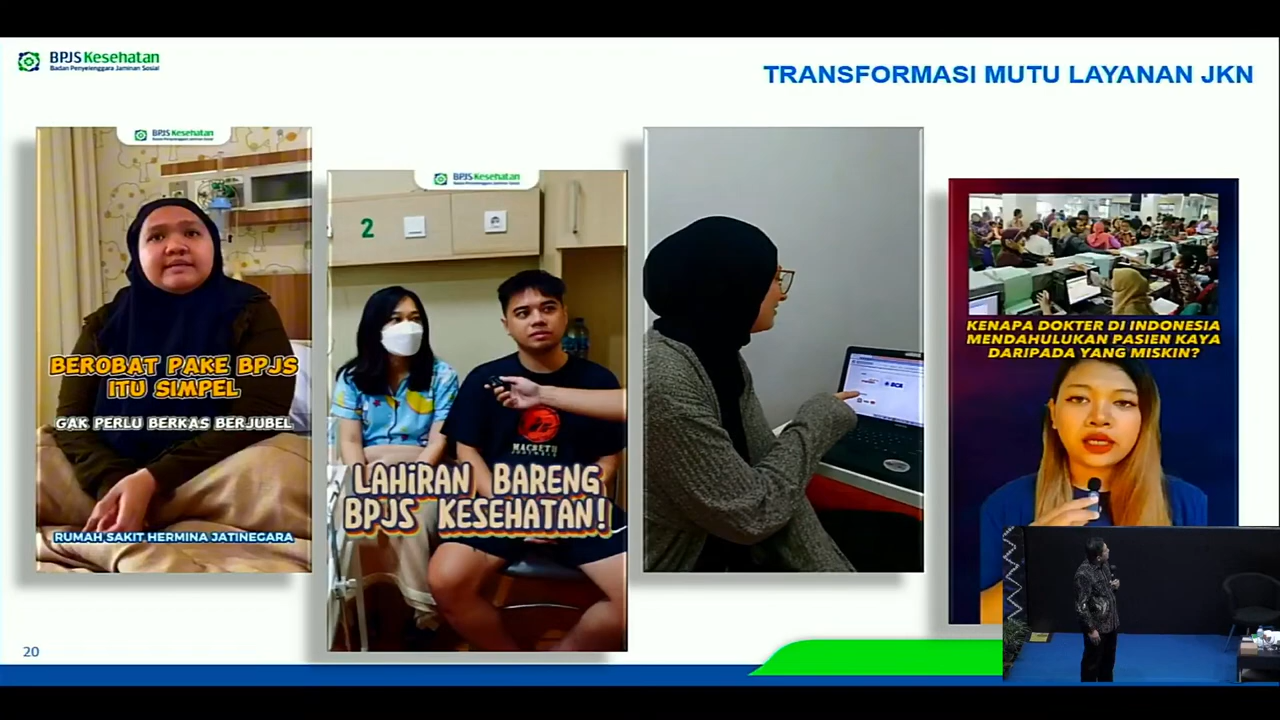 BPJS Kesehatan
Badan Penyelenggara Jaminan Sosial
TRANSFORMASI MUTU LAYANAN JKN
BPJS Kesehatan
BEROBAT PAKE BPJS
ITU SIMPEL
GAK PERLU BERKAS BERJUBEL
RUMAH SAKIT HERMINA JATINEGARA
BPJS Kesehatan
2
MACBETH
LAHiRAN BARENG
BPJS KESEHATAN!
KENAPA DOKTER DI INDONESIA
MENDAHULUKAN PASIEN KAYA
DARIPADA YANG MISKIN?
20